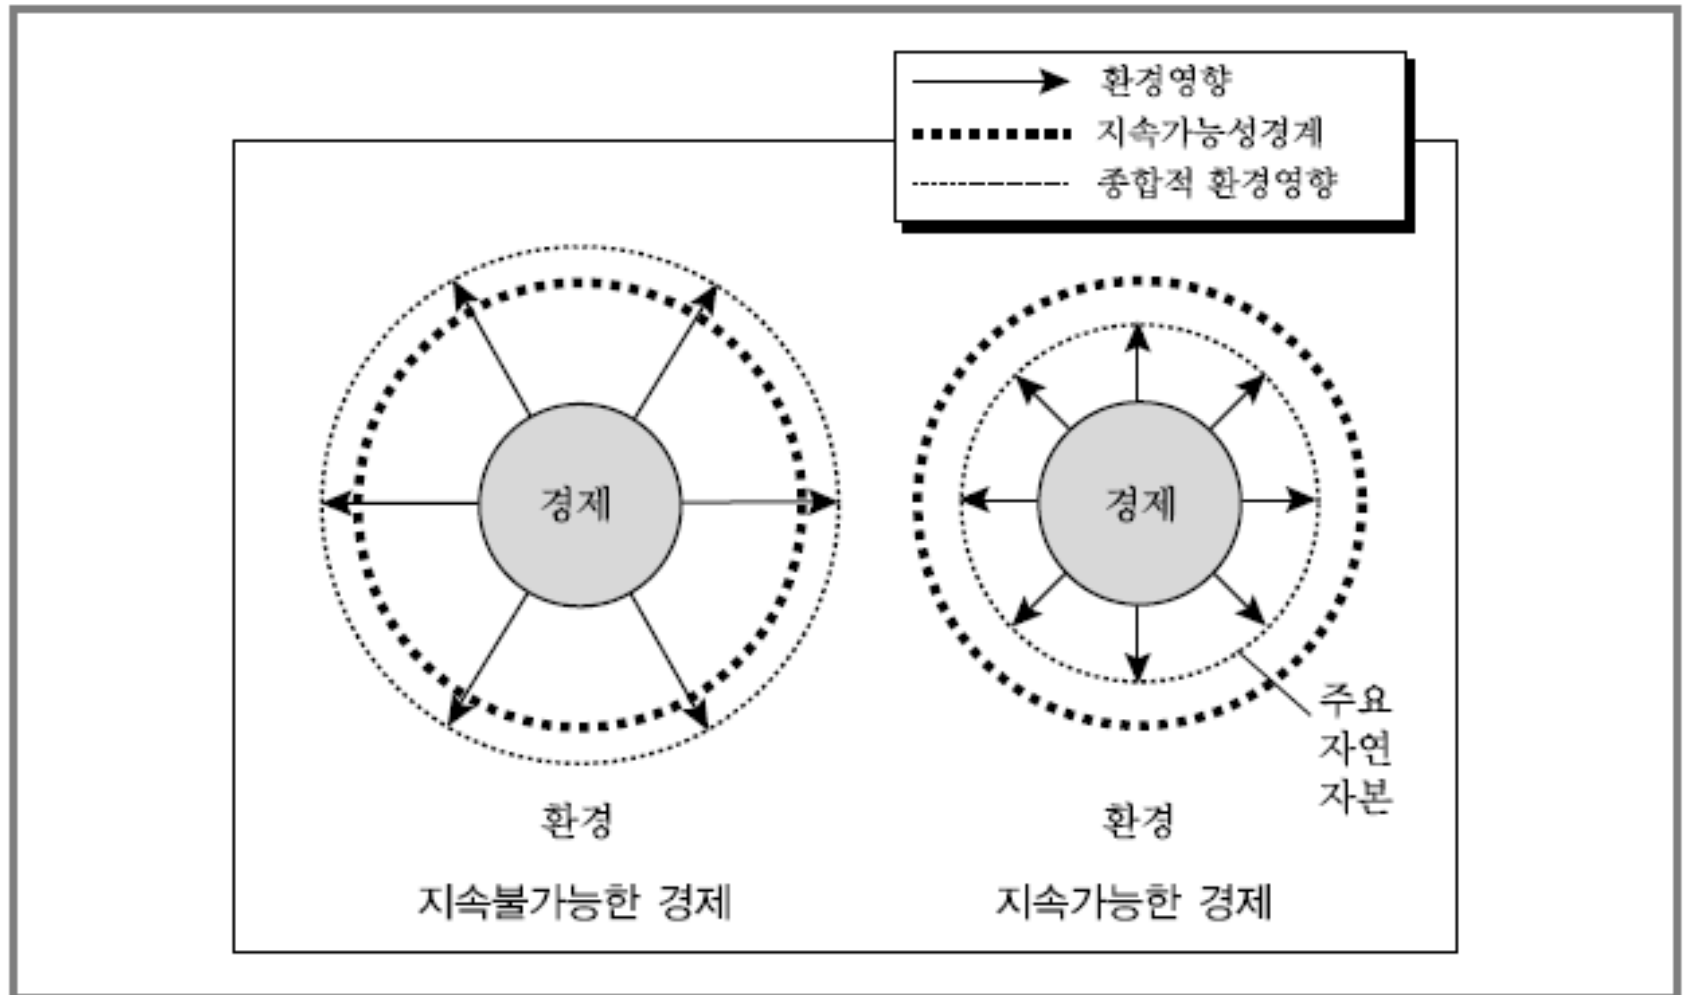 환경영향
지속가능성경계
종합적 환경영향
경제
경제
주요
자연
자본
환경
환경
지속불가능한 경제
지속가능한 경제